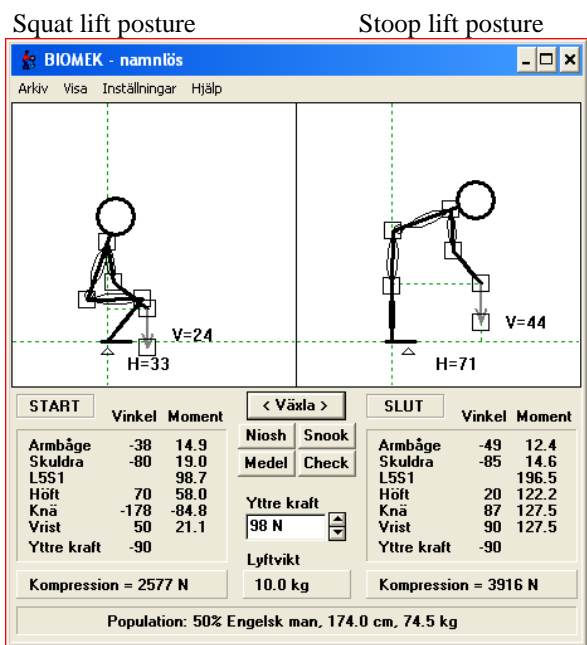 Squat lift posture Stoop lift posture
BIOMEK - namnlös
Arkiv Visa Inställningar Hjälp
V=24
H=33
V=44
H=71
START Vinkel Moment
Armbåge -38 14.9
Skuldra -80 19.0
L5S1 98.7
Höft 70 58.0
Knä -178 -84.8
Vrist 50 21.1
Yttre kraft -90
Kompression = 2577 N
< Växla >
Niosh Snook
Medel Check
Yttre kraft
98 N
Lyftvikt
10.0 kg
SLUT Vinkel Moment
Armbåge -49 12.4
Skuldra -85 14.6
L5S1 196.5
Höft 20 122.2
Knä 87 127.5
Vrist 90 127.5
Yttre kraft -90
Kompression = 3916 N
Population: 50% Engelsk man, 174.0 cm, 74.5 kg